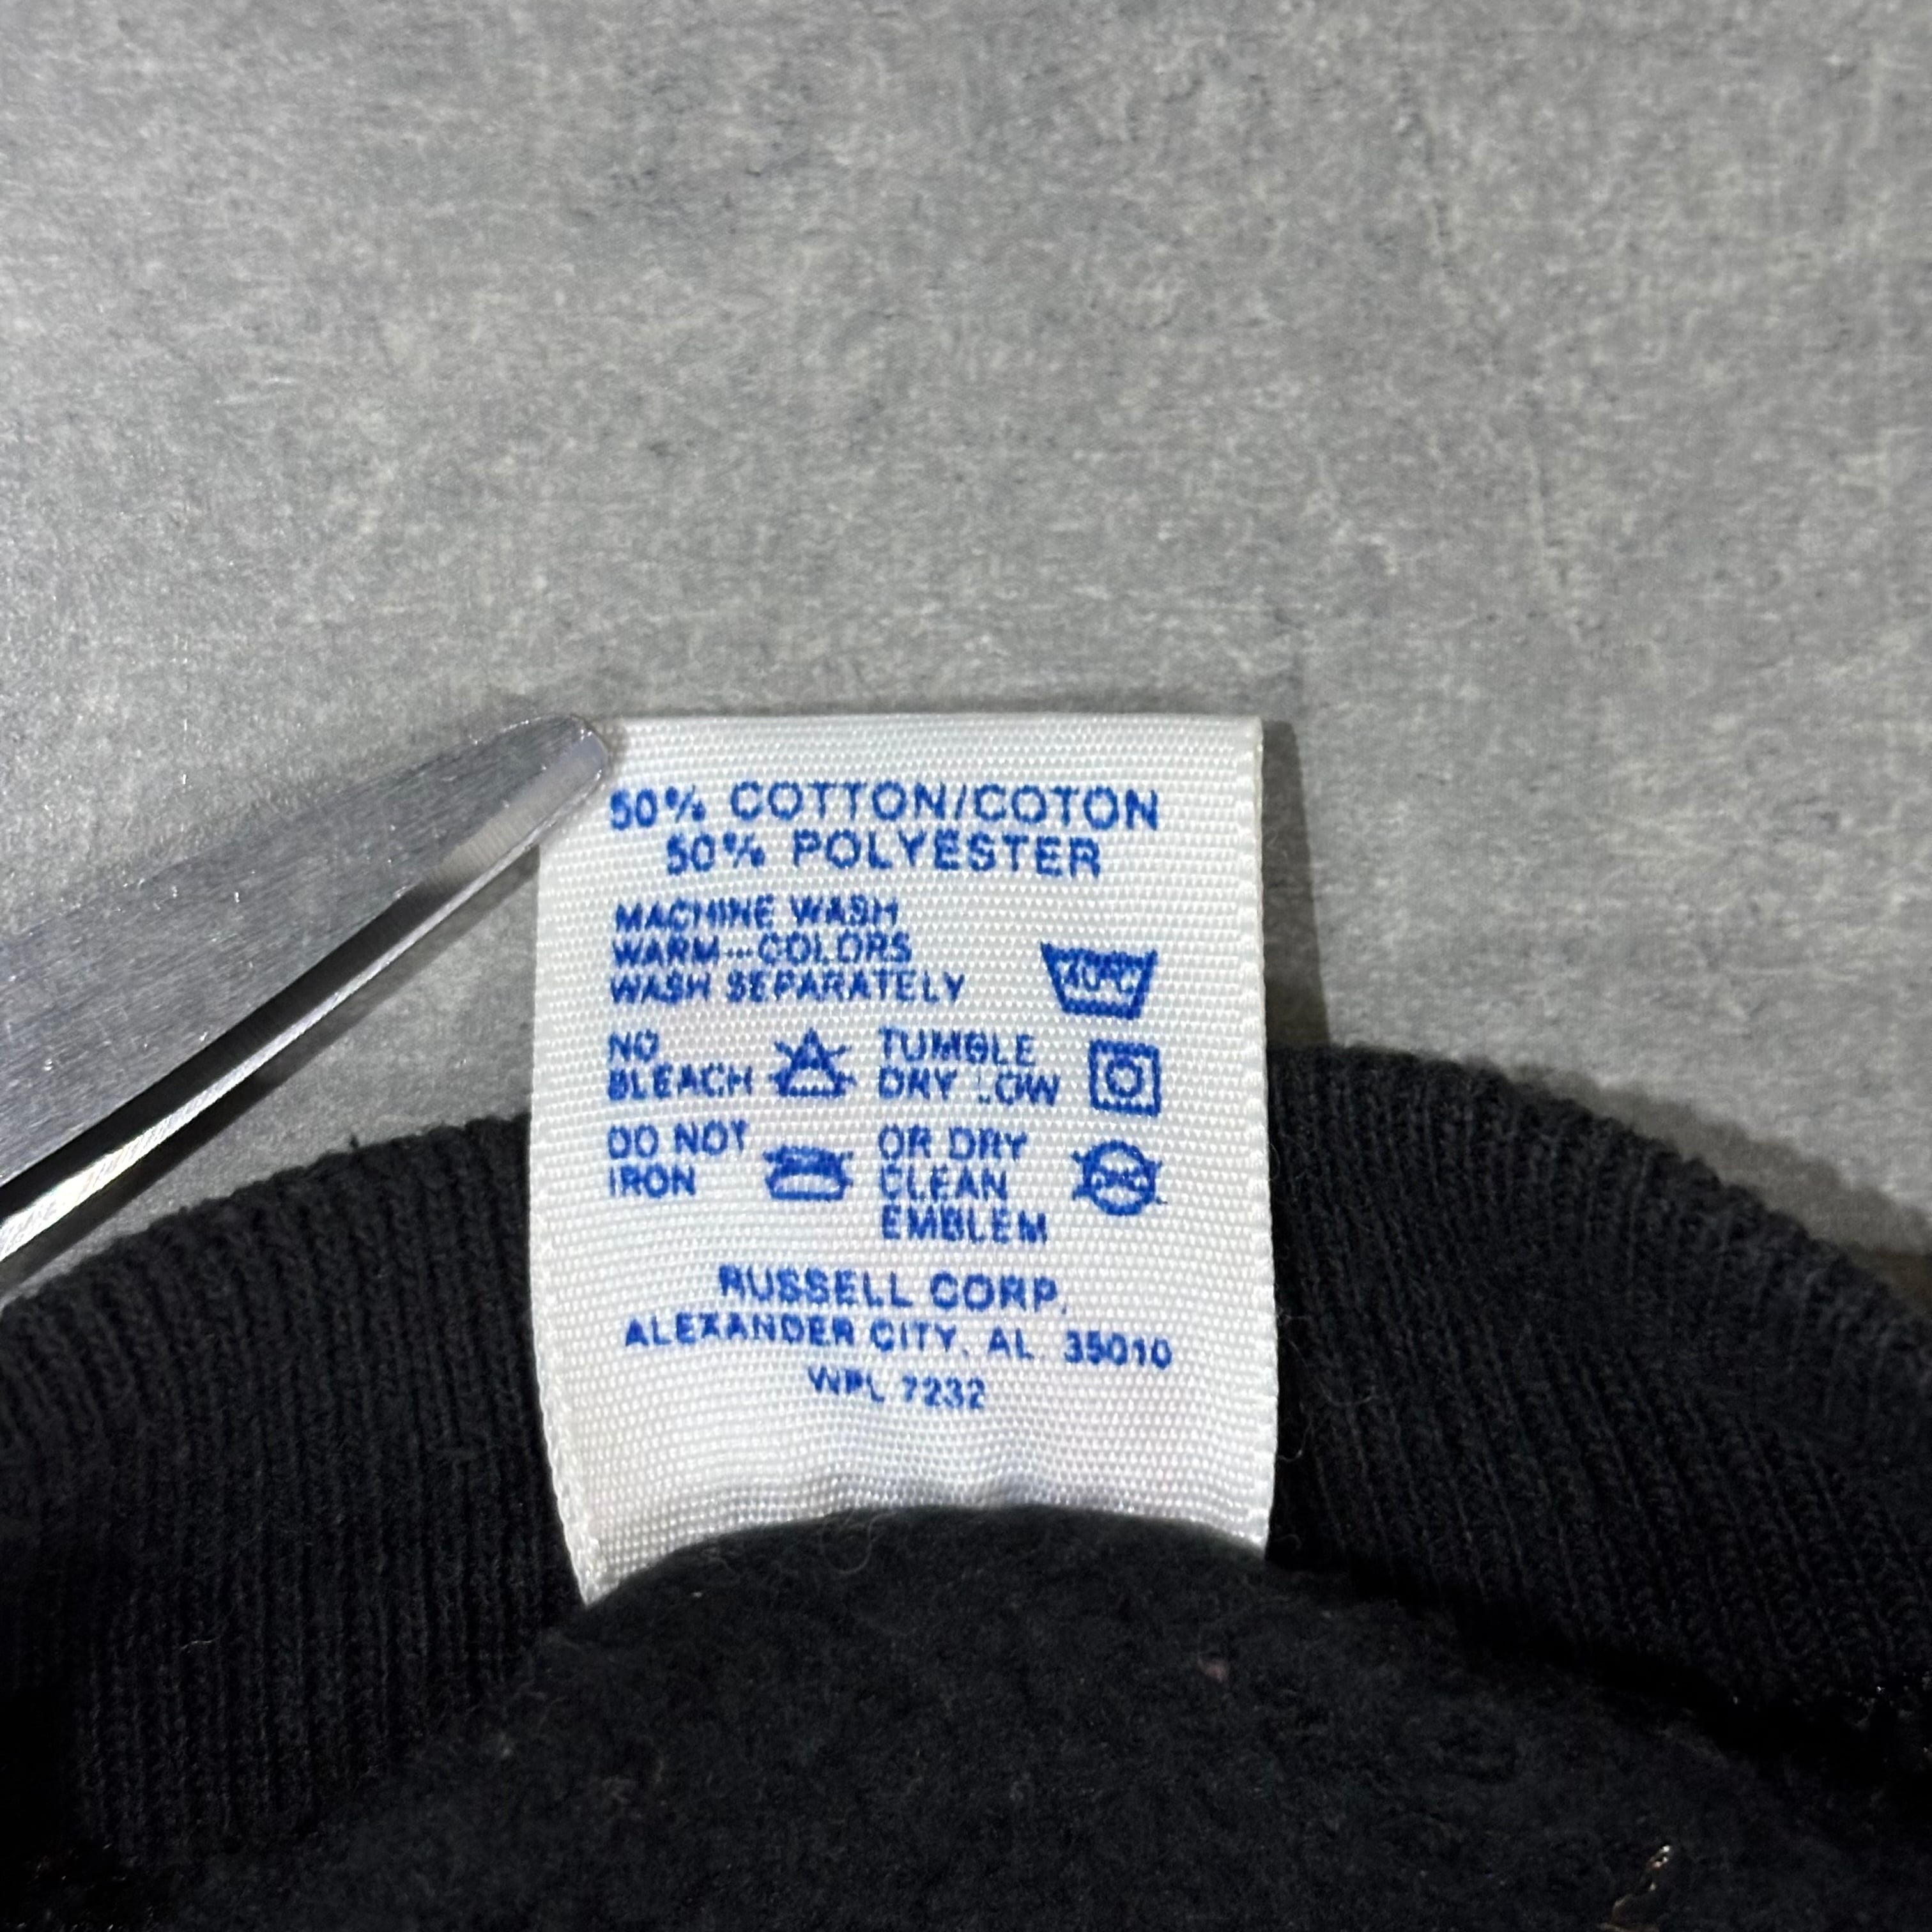 50% COTTON/COTON
50% POLYESTER
MACHINE WASH
WARM---COLORS
WASH SEPARATELY
40°C
NO
BLEACH
TUMBLE
DRY LOW
DO NOT
IRON
OR DRY
CLEAN
EMBLEM
RUSSELL CORP.
ALEXANDER CITY, AL 35010
WPL 7232